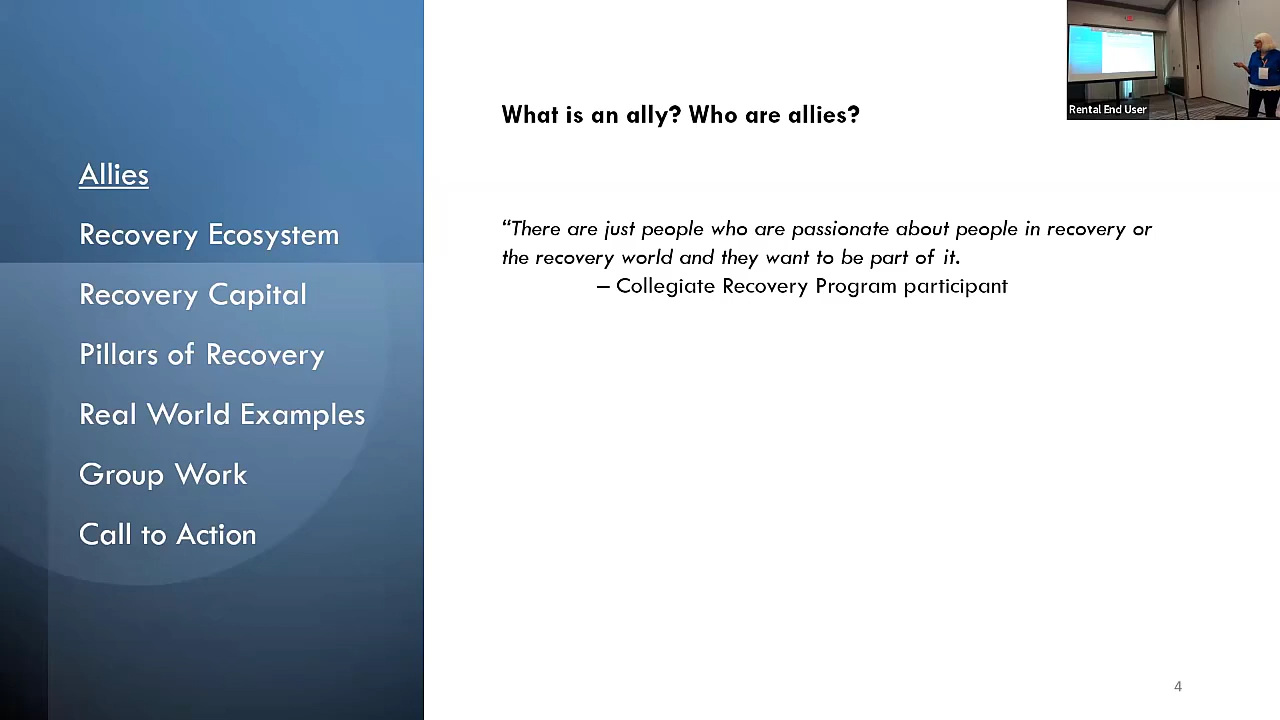 Allies
Recovery Ecosystem
Recovery Capital
Pillars of Recovery
Real World Examples
Group Work
Call to Action
What is an ally? Who are allies?
“There are just people who are passionate about people in recovery or
the recovery world and they want to be part of it.
– Collegiate Recovery Program participant
Rental End User
4